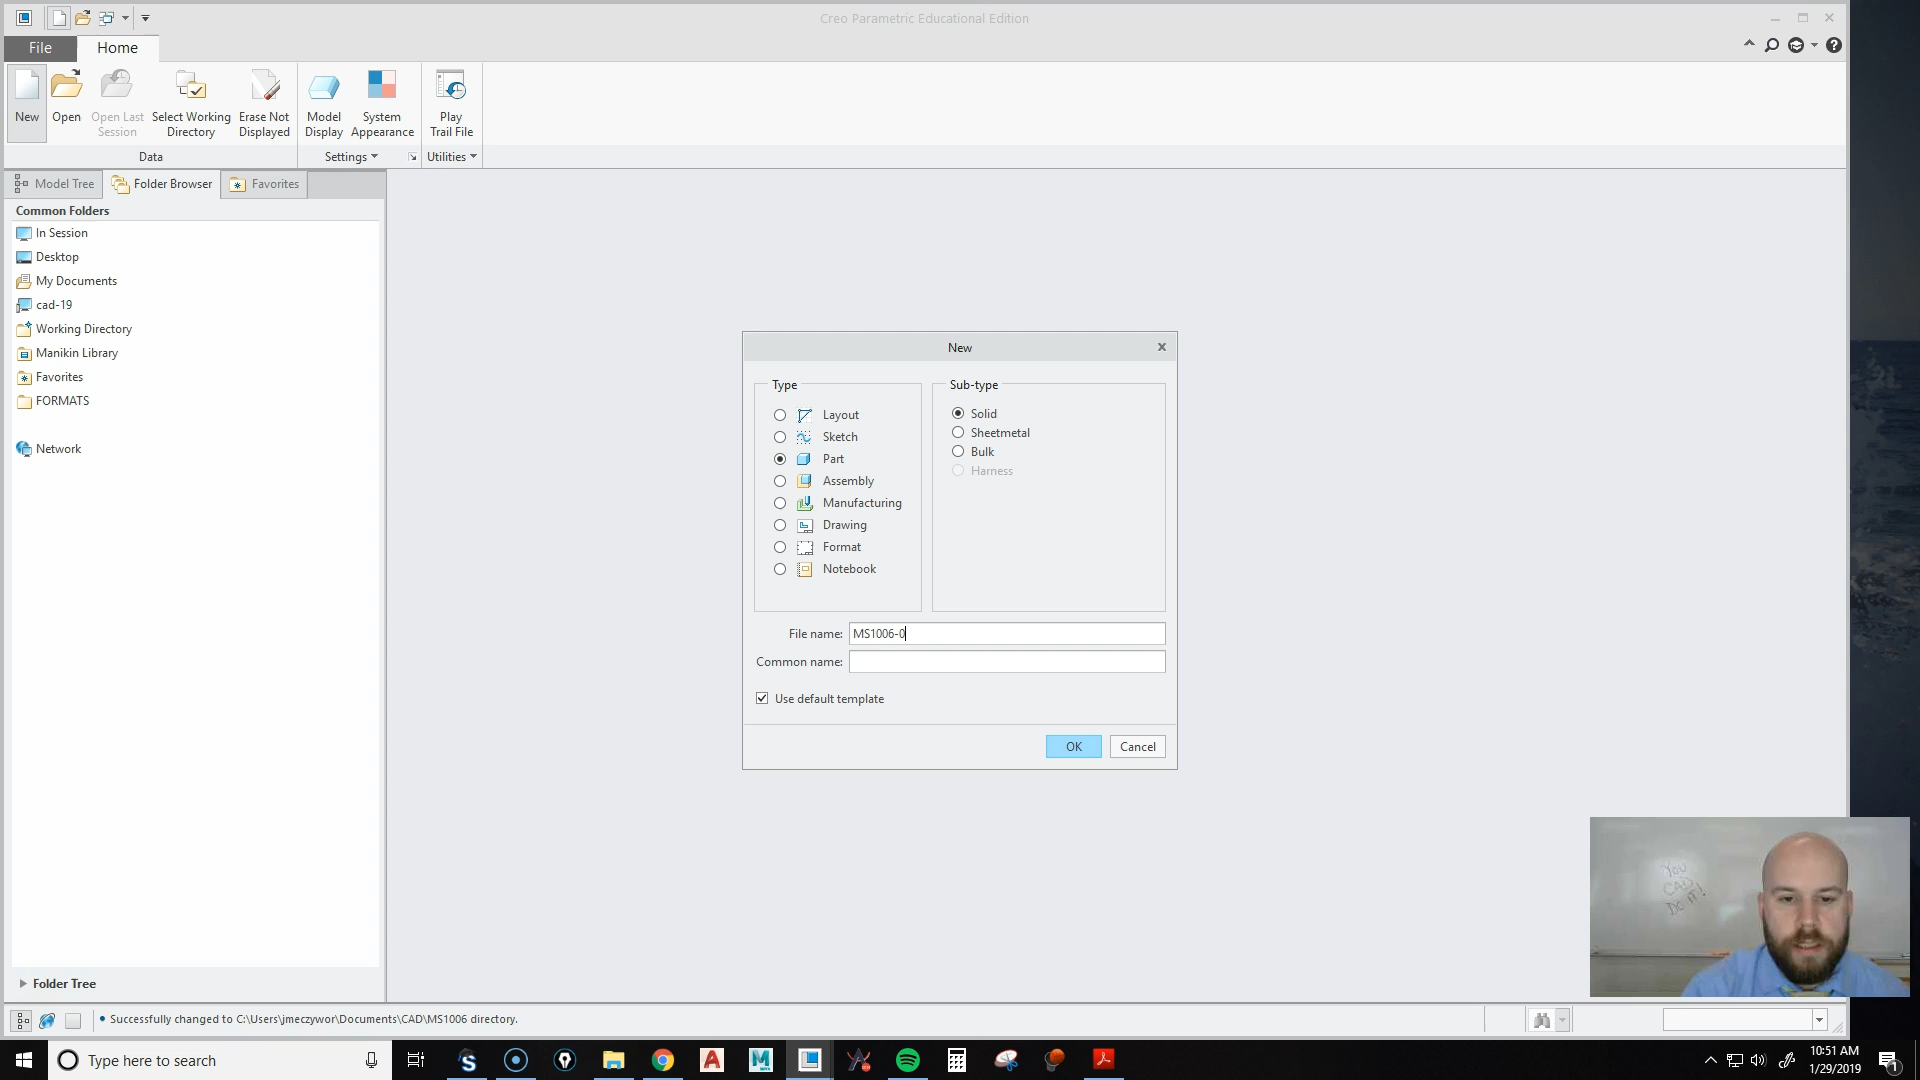 Creo Parametric Educational Edition
File
Home
New
Open
Open Last Session
Select Working Directory
Erase Not Displayed
Model Display
System Appearance
Play Trail File
Data
Settings
Utilities
Model Tree
Folder Browser
Favorites
Common Folders
In Session
Desktop
My Documents
cad-19
Working Directory
Manikin Library
Favorites
FORMATS
Network
Folder Tree
New
Type
Layout
Sketch
Part
Assembly
Manufacturing
Drawing
Format
Notebook
Sub-type
Solid
Sheetmetal
Bulk
Harness
File name: MS1006-0
Common name:
Use default template
OK
Cancel
You
CAD
DO IT!
• Successfully changed to C:\Users\jmeczywor\Documents\CAD\MS1006 directory.
Type here to search
10:51 AM
1/29/2019
1